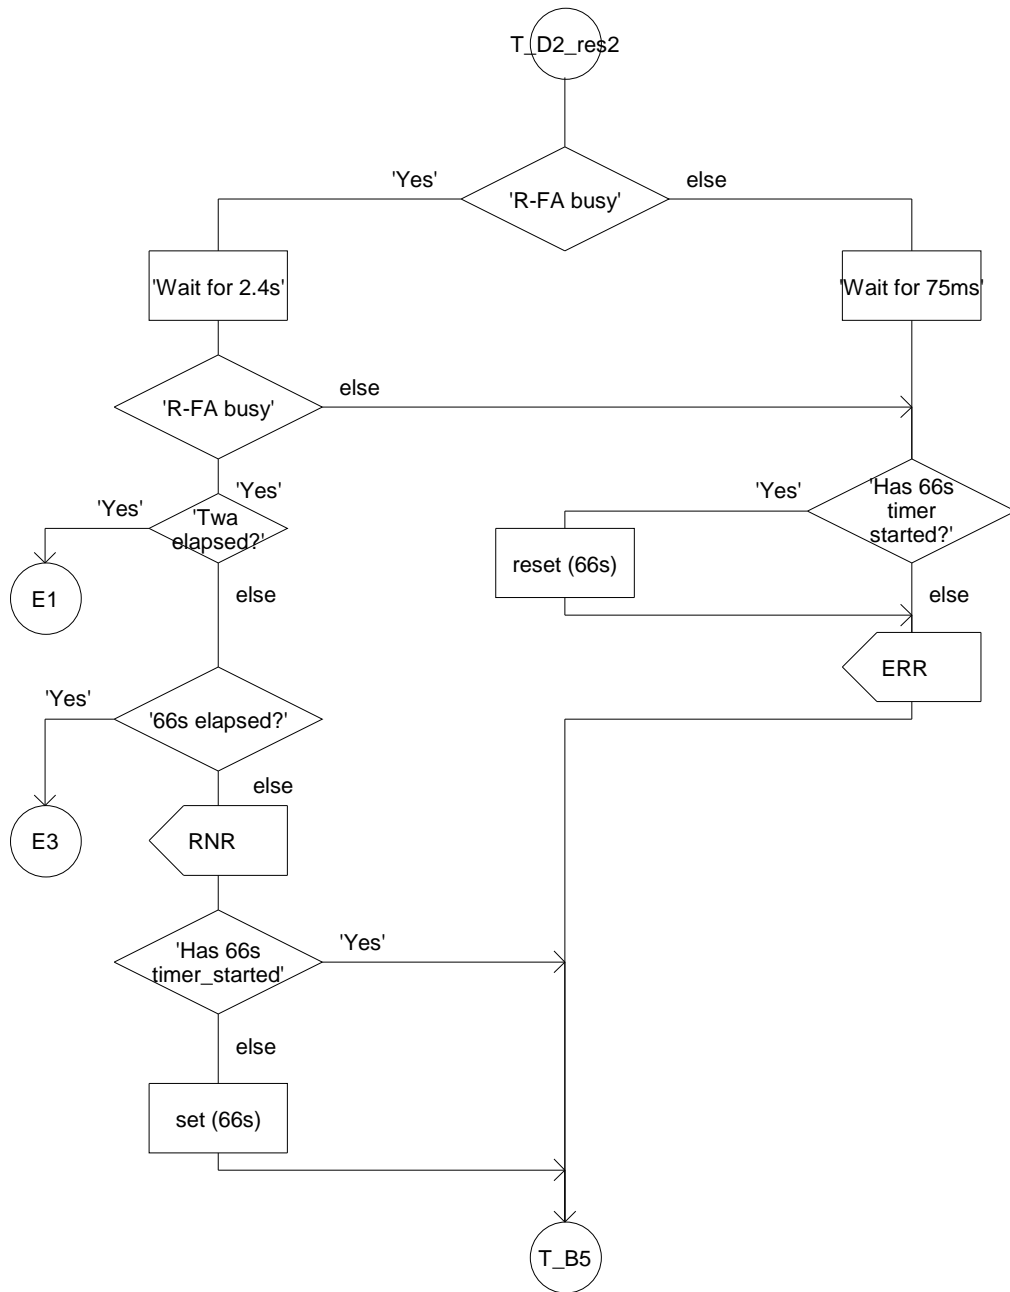 T_D2_res2
'Yes'
else
'R-FA busy'
'Wait for 2.4s'
'Wait for 75ms'
else
'R-FA busy'
'Yes'
'Yes'
'Twa
elapsed?'
'Yes'
'Has 66s
timer
started?'
reset (66s)
E1
else
else
ERR
'Yes'
'66s elapsed?'
else
E3
RNR
'Yes'
'Has 66s
timer_started'
else
set (66s)
T_B5